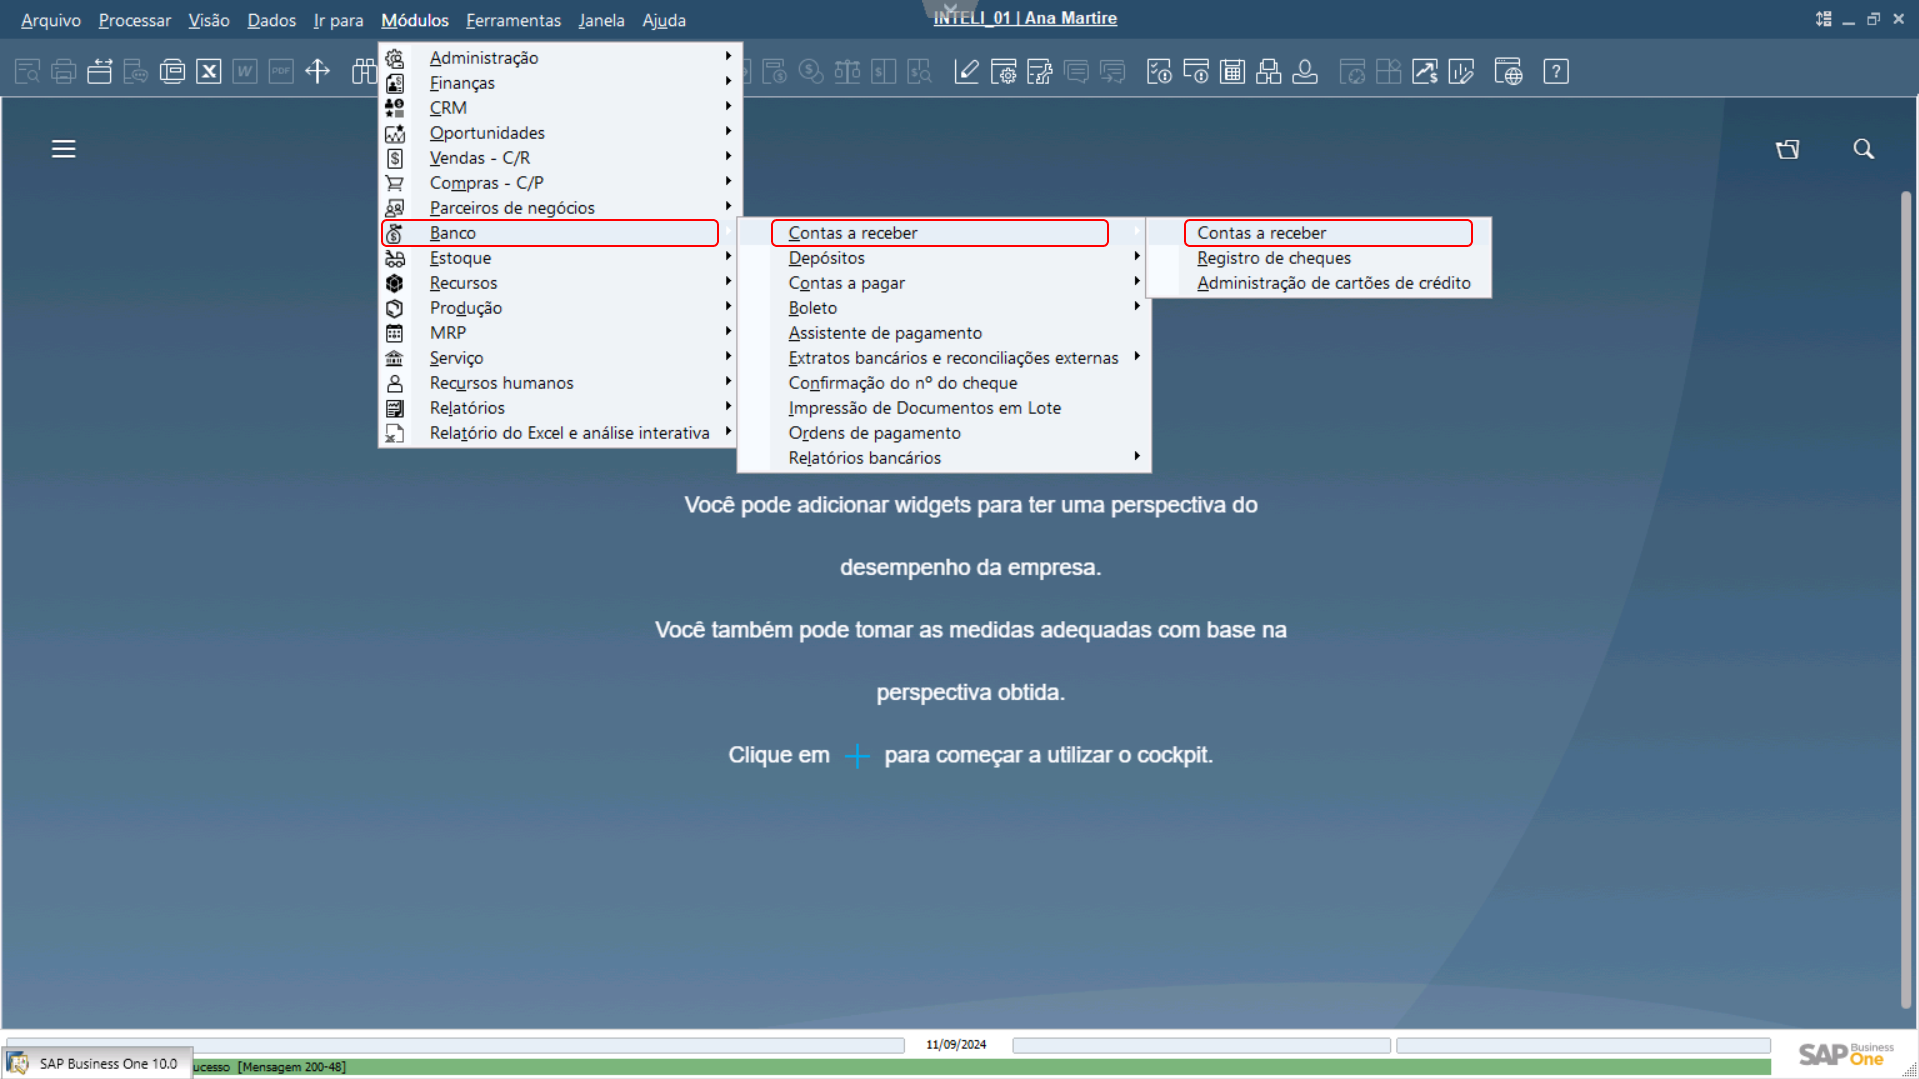 Arquivo Processar Visão Dados Ir para Módulos Ferramentas Janela Ajuda
INTELI_01 | Ana Martire
Administração
Finanças
CRM
Oportunidades
Vendas - C/R
Compras - C/P
Parceiros de negócios
Banco
Estoque
Recursos
Produção
MRP
Serviço
Recursos humanos
Relatórios
Relatório do Excel e análise interativa
Contas a receber
Depósitos
Contas a pagar
Boleto
Assistente de pagamento
Extratos bancários e reconciliações externas
Confirmação do nº do cheque
Impressão de Documentos em Lote
Ordens de pagamento
Relatórios bancários
Contas a receber
Registro de cheques
Administração de cartões de crédito
Você pode adicionar widgets para ter uma perspectiva do
desempenho da empresa.
Você também pode tomar as medidas adequadas com base na
perspectiva obtida.
Clique em + para começar a utilizar o cockpit.
11/09/2024
SAP Business One 10.0
ucesso [Mensagem 200-48]
SAP Business One